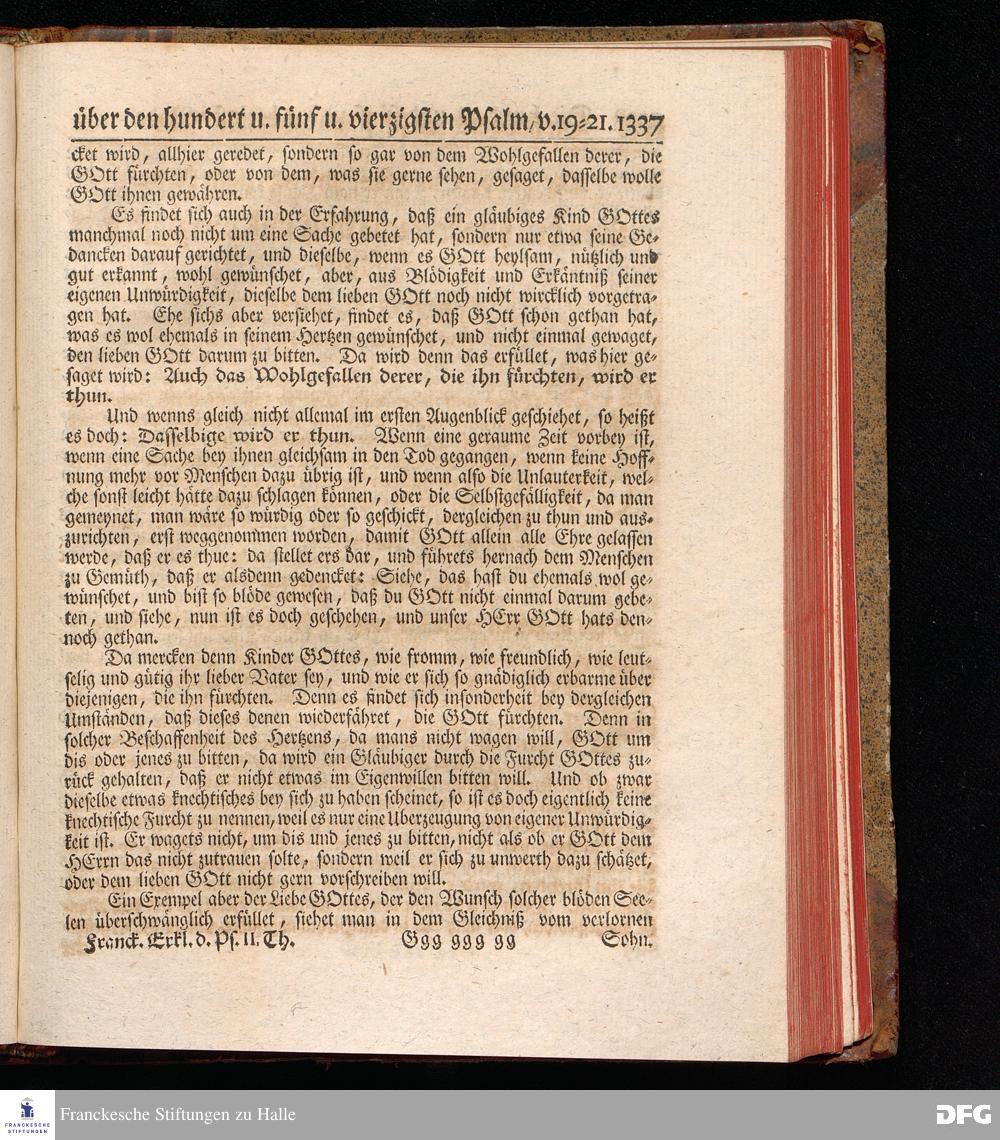 über den hundert u. fünf u. vierzigsten Psalm, v. 19-21. 1337
cket wird, allhier geredet, sondern so gar von dem Wohlgefallen derer, die
GOtt fürchten, oder von dem, was sie gerne sehen, gesaget, dasselbe wolle
GOtt ihnen gewähren.
Es findet sich auch in der Erfahrung, daß ein gläubiges Kind GOttes
manchmal noch nicht um eine Sache gebetet hat, sondern nur etwa seine Ge-
dancken darauf gerichtet, und dieselbe, wenn es GOtt heylsam, nützlich und
gut erkannt, wohl gewünschet, aber, aus Blödigkeit und Erkäntniß seiner
eigenen Unwürdigkeit, dieselbe dem lieben GOtt noch nicht wircklich vorgetra-
gen hat. Ehe sichs aber versiehet, findet es, daß GOtt schon gethan hat,
was es wol ehemals in seinem Hertzen gewünschet, und nicht einmal gewaget,
den lieben GOtt darum zu bitten. Da wird denn das erfüllet, was hier ge-
saget wird: Auch das Wohlgefallen derer, die ihn fürchten, wird er
thun.
Und wenns gleich nicht allemal im ersten Augenblick geschiehet, so heißt
es doch: Dasselbige wird er thun. Wenn eine geraume Zeit vorbey ist,
wenn eine Sache bey ihnen gleichsam in den Tod gegangen, wenn keine Hoff-
nung mehr vor Menschen dazu übrig ist, und wenn also die Unlauterkeit, wel-
che sonst leicht hätte dazu schlagen können, oder die Selbstgefälligkeit, da man
gemeynet, man wäre so würdig oder so geschickt, dergleichen zu thun und aus-
zurichten, erst weggenommen worden, damit GOtt allein alle Ehre gelassen
werde, daß er es thue: da stellet ers dar, und führets hernach dem Menschen
zu Gemüth, daß er alsdenn gedencket: Siehe, das hast du ehemals wol ge-
wünschet, und bist so blöde gewesen, daß du GOtt nicht einmal darum gebe-
ten, und siehe, nun ist es doch geschehen, und unser HErr GOtt hats den-
noch gethan.
Da mercken denn Kinder GOttes, wie fromm, wie freundlich, wie leut-
selig und gütig ihr lieber Vater sey, und wie er sich so gnädiglich erbarme über
diejenigen, die ihn fürchten. Denn es findet sich insonderheit bey dergleichen
Umständen, daß dieses denen wiederfähret, die GOtt fürchten. Denn in
solcher Beschaffenheit des Hertzens, da mans nicht wagen will, GOtt um
dis oder jenes zu bitten, da wird ein Gläubiger durch die Furcht GOttes zu-
rück gehalten, daß er nicht etwas im Eigenwillen bitten will. Und ob zwar
dieselbe etwas knechtisches bey sich zu haben scheinet, so ist es doch eigentlich keine
knechtische Furcht zu nennen, weil es nur eine Uberzeugung von eigener Unwürdig-
keit ist. Er wagets nicht, um dis und jenes zu bitten, nicht als ob er GOtt dem
HErrn das nicht zutrauen solte, sondern weil er sich zu unwerth dazu schätzet,
oder dem lieben GOtt nicht gern vorschreiben will.
Ein Exempel aber der Liebe GOttes, der den Wunsch solcher blöden See-
len überschwänglich erfüllet, siehet man in dem Gleichniß vom verlornen
Franck. Erkl. d. Ps. II. Th. Ggg ggg gg Sohn.
FRANCKESCHE
STIFTUNGEN
Franckesche Stiftungen zu Halle
DFG